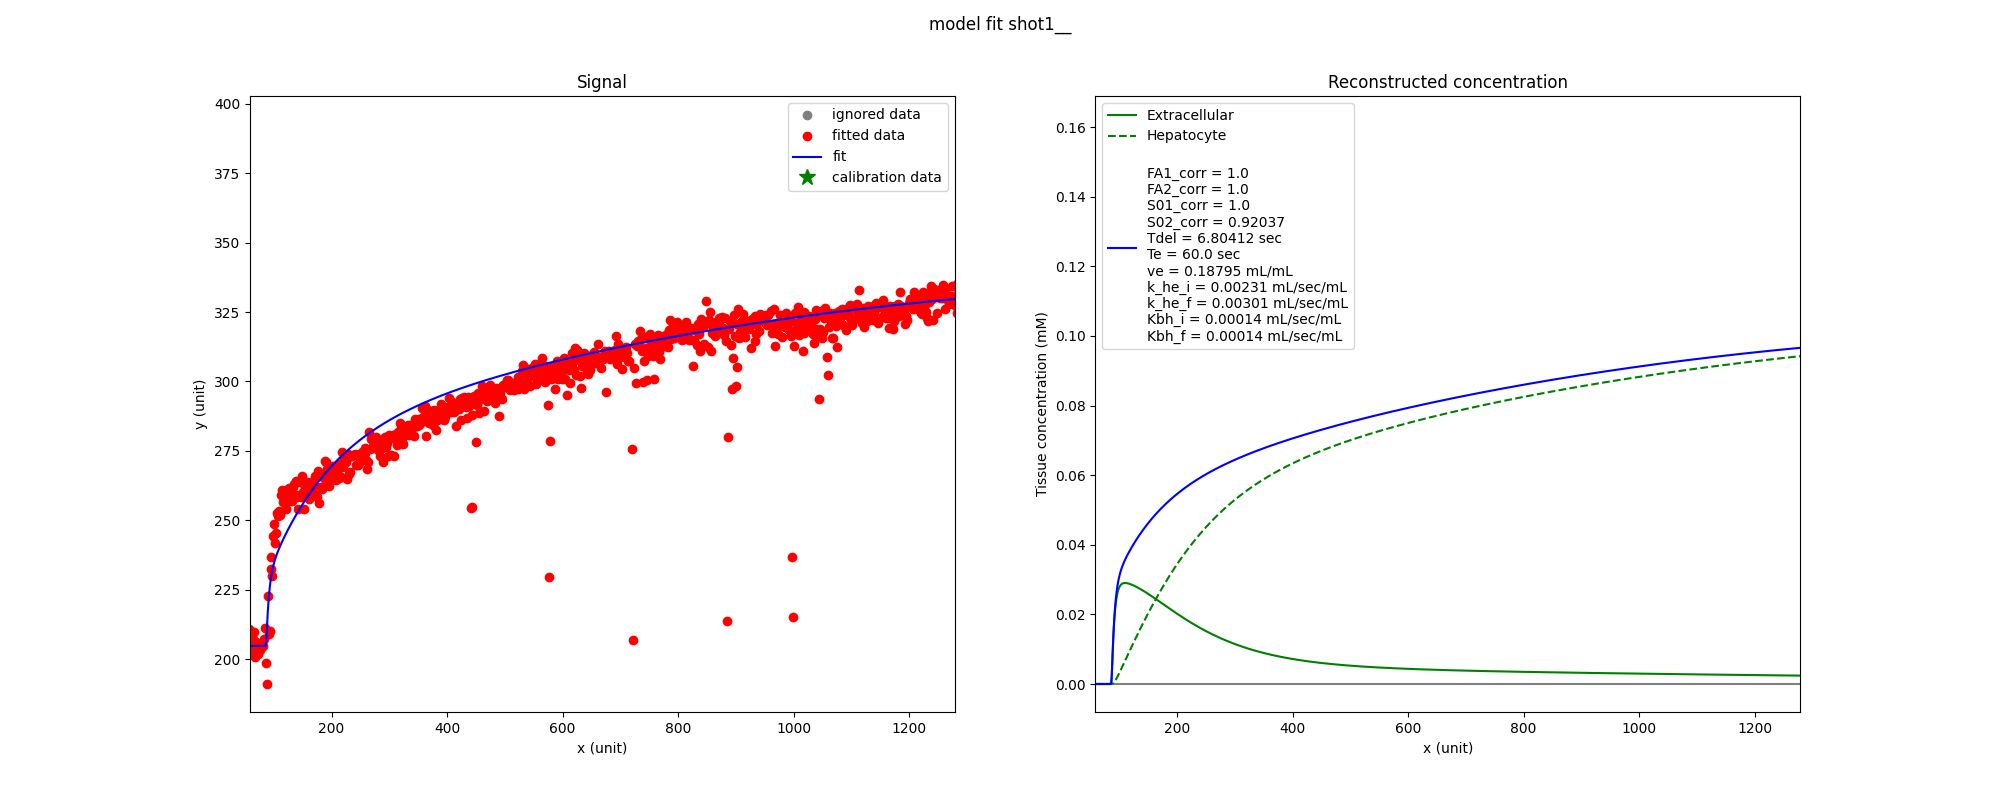 model fit shot1__
Signal
400
375
350
325
300
275
250
225
200
y (unit)
200
400
600
800
1000
1200
x (unit)
ignored data
fitted data
fit
calibration data
Reconstructed concentration
0.16
0.14
0.12
0.10
0.08
0.06
0.04
0.02
0.00
Tissue concentration (mM)
200
400
600
800
1000
1200
x (unit)
Extracellular
Hepatocyte
FA1_corr = 1.0
FA2_corr = 1.0
S01_corr = 1.0
S02_corr = 0.92037
Tdel = 6.80412 sec
Te = 60.0 sec
ve = 0.18795 mL/mL
k_he_i = 0.00231 mL/sec/mL
k_he_f = 0.00301 mL/sec/mL
Kbh_i = 0.00014 mL/sec/mL
Kbh_f = 0.00014 mL/sec/mL